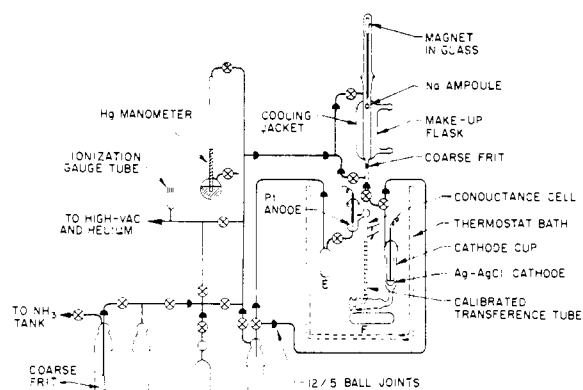 MAGNET
IN GLASS
Na AMPOULE
COOLING
JACKET
MAKE-UP
FLASK
Hg MANOMETER
COARSE FRIT
IONIZATION
GAUGE TUBE
Pt
ANODE
CONDUCTANCE CELL
THERMOSTAT BATH
TO HIGH-VAC
AND HELIUM
CATHODE CUP
Ag-AgCl CATHODE
E
CALIBRATED
TRANSFERENCE TUBE
F
TO NH3
TANK
COARSE
FRIT
12/5 BALL JOINTS